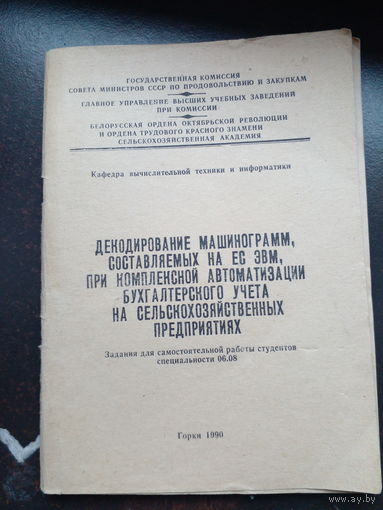 ГОСУДАРСТВЕННАЯ КОМИССИЯ
СОВЕТА МИНИСТРОВ СССР ПО ПРОДОВОЛЬСТВИЮ И ЗАКУПКАМ
ГЛАВНОЕ УПРАВЛЕНИЕ ВЫСШИХ УЧЕБНЫХ ЗАВЕДЕНИЙ
ПРИ КОМИССИИ
БЕЛОРУССКАЯ ОРДЕНА ОКТЯБРЬСКОЙ РЕВОЛЮЦИИ
И ОРДЕНА ТРУДОВОГО КРАСНОГО ЗНАМЕНИ
СЕЛЬСКОХОЗЯЙСТВЕННАЯ АКАДЕМИЯ
Кафедра вычислительной техники и информатики
ДЕКОДИРОВАНИЕ МАШИНОГРАММ,
СОСТАВЛЯЕМЫХ НА ЕС ЭВМ,
ПРИ КОМПЛЕКСНОЙ АВТОМАТИЗАЦИИ
БУХГАЛТЕРСКОГО УЧЕТА
НА СЕЛЬСКОХОЗЯЙСТВЕННЫХ
ПРЕДПРИЯТИЯХ
Задания для самостоятельной работы студентов
специальности 06.08
Горки 1990
ay.by